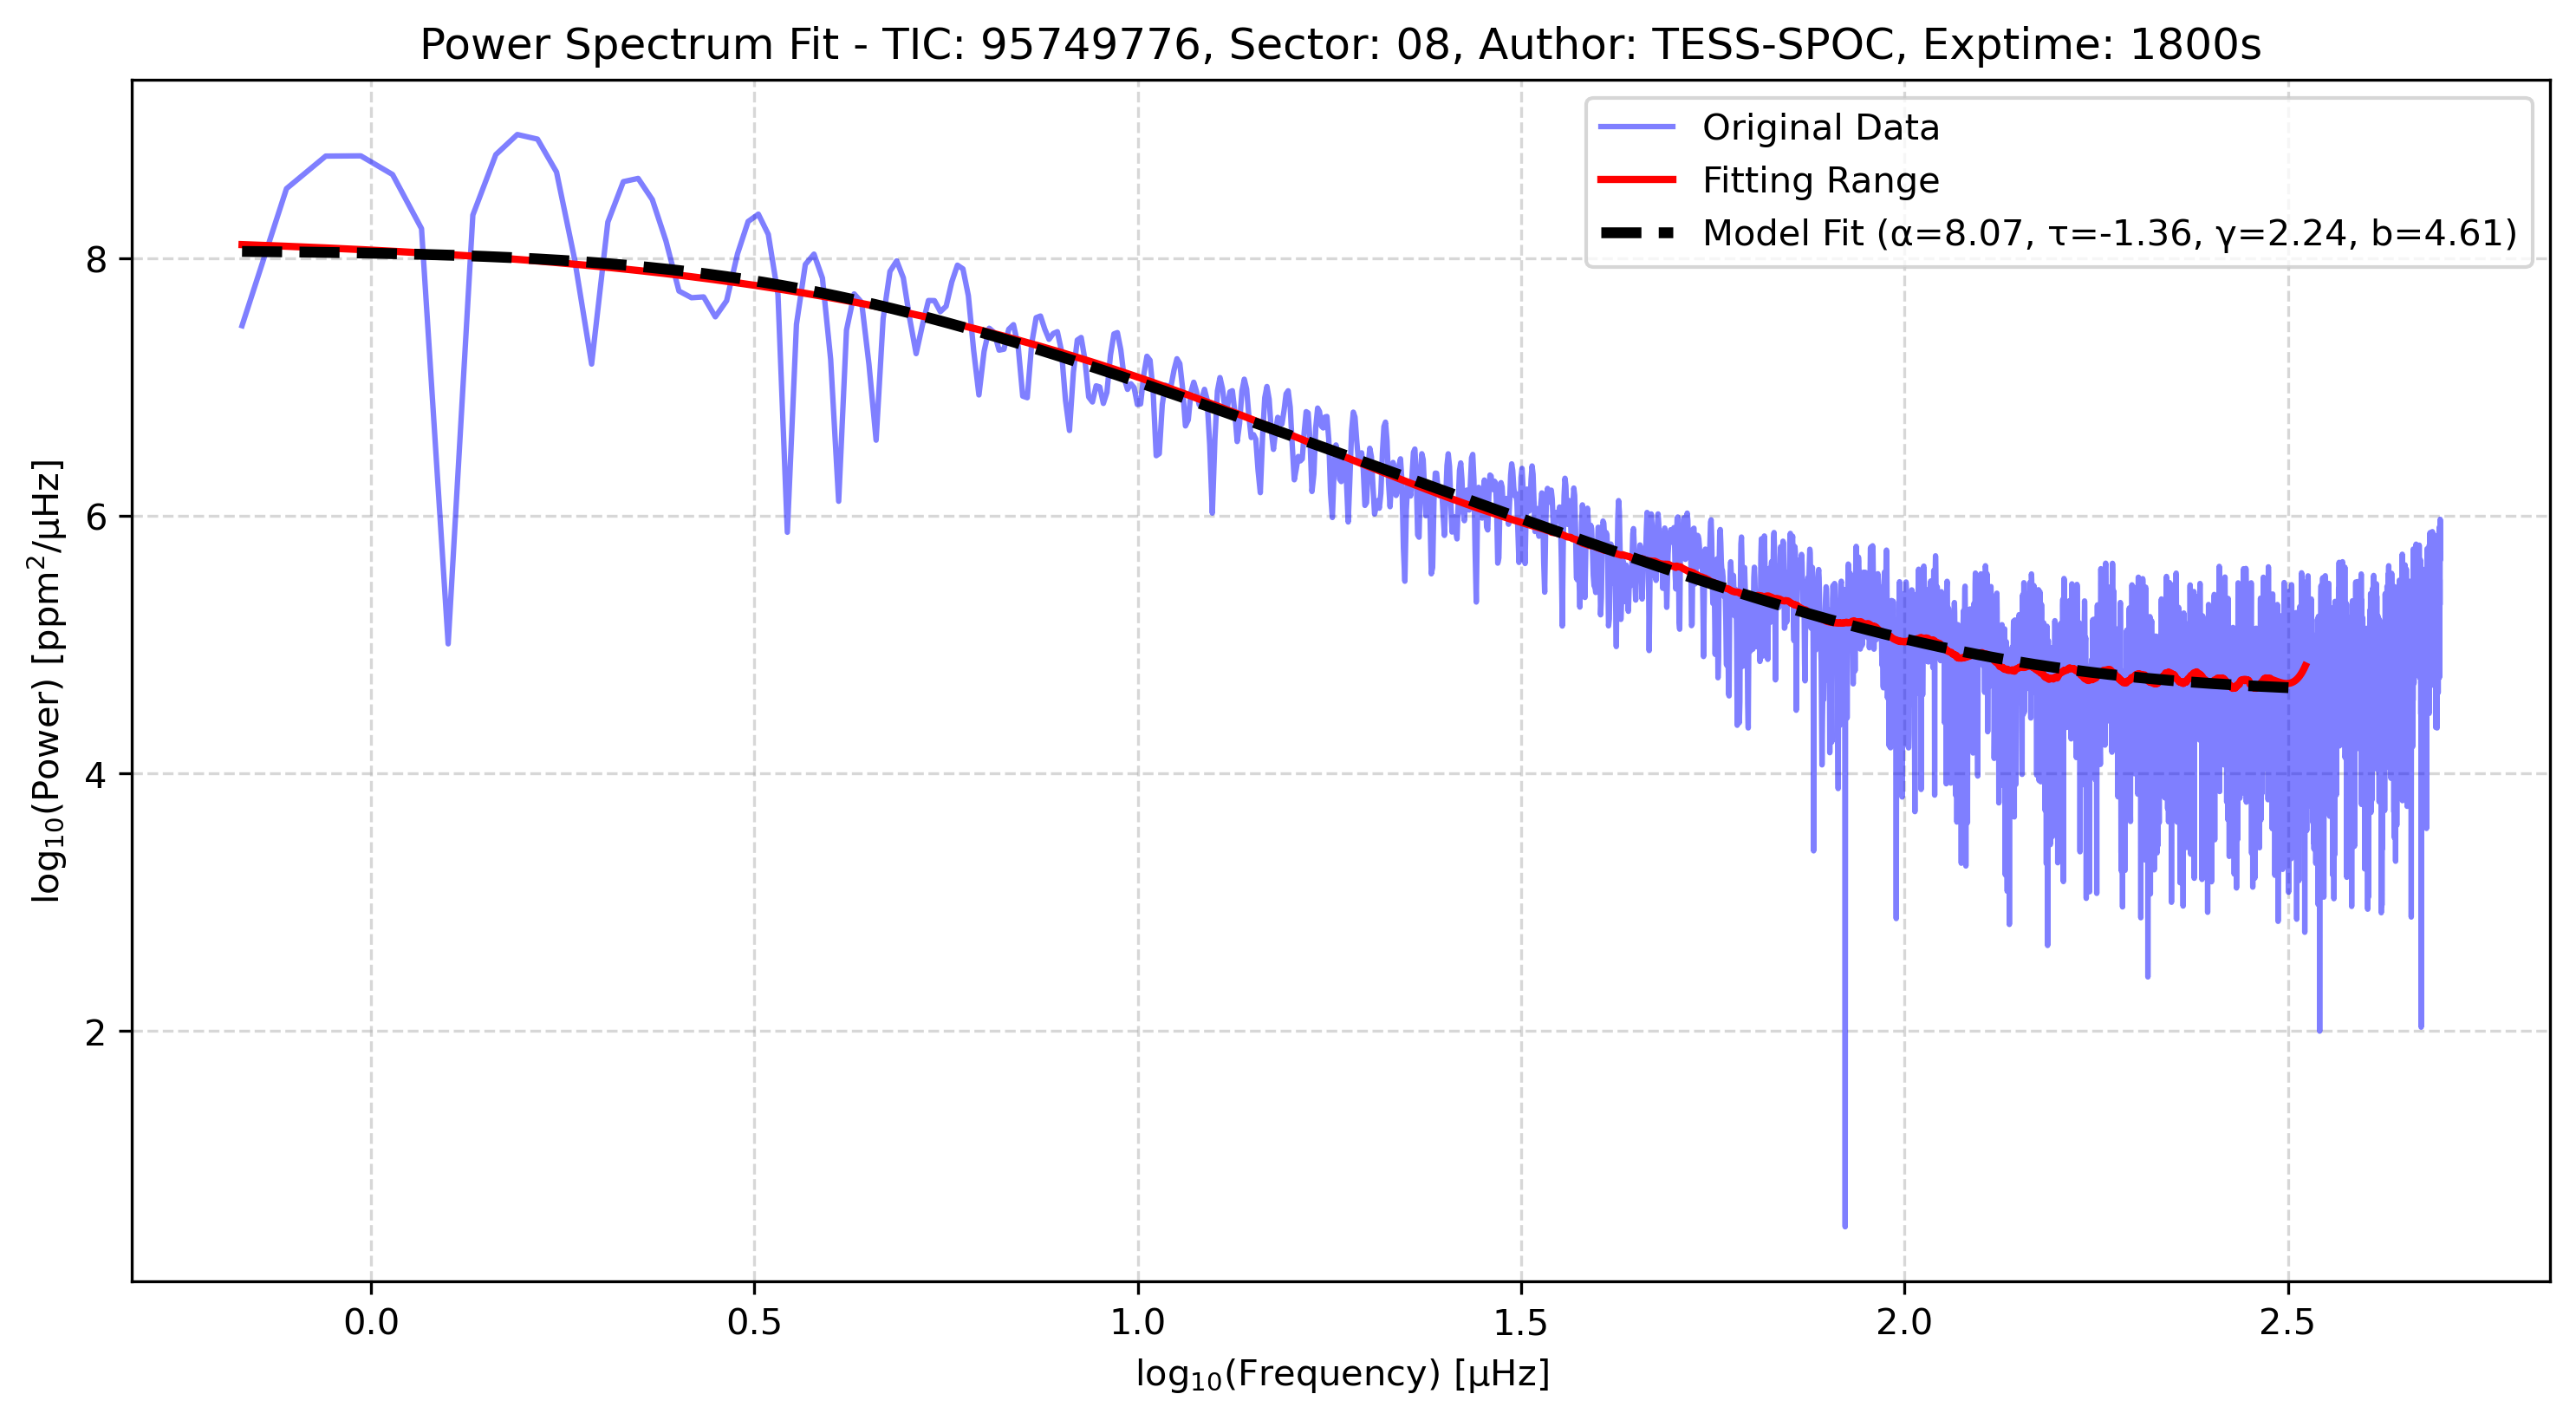 Power Spectrum Fit - TIC: 95749776, Sector: 08, Author: TESS-SPOC, Exptime: 1800s
Original Data
Fitting Range
Model Fit (α=8.07, τ=-1.36, γ=2.24, b=4.61)
log₁₀(Power) [ppm²/μHz]
8
6
4
2
0.0 0.5 1.0 1.5 2.0 2.5
log₁₀(Frequency) [μHz]